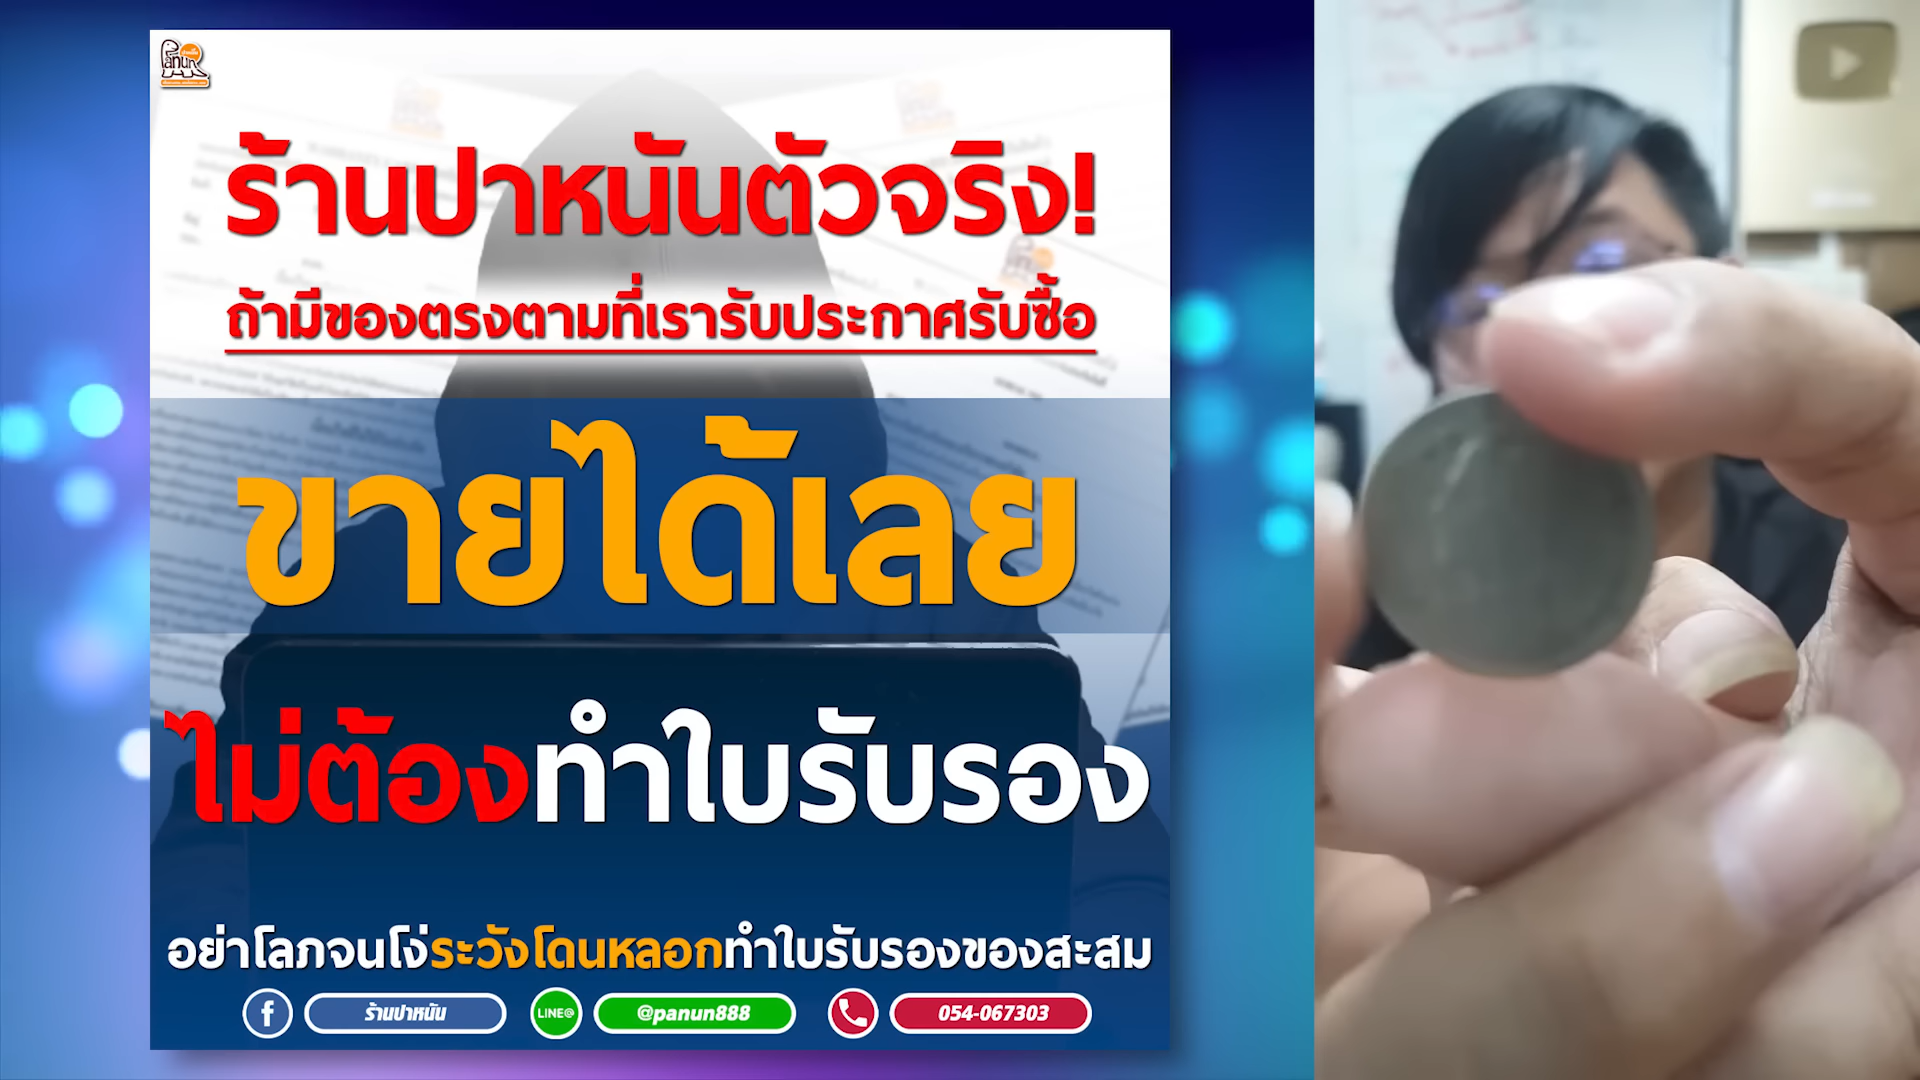 Panun
ร้านปาหนันตัวจริง!
ถ้ามีของตรงตามที่เรารับประกาศรับซื้อ
ขายได้เลย
ไม่ต้องทำใบรับรอง
อย่าโลภจนโง่ระวังโดนหลอกทำใบรับรองของสะสม
f ร้านปาหนัน LINE@ @panun888 054-067303